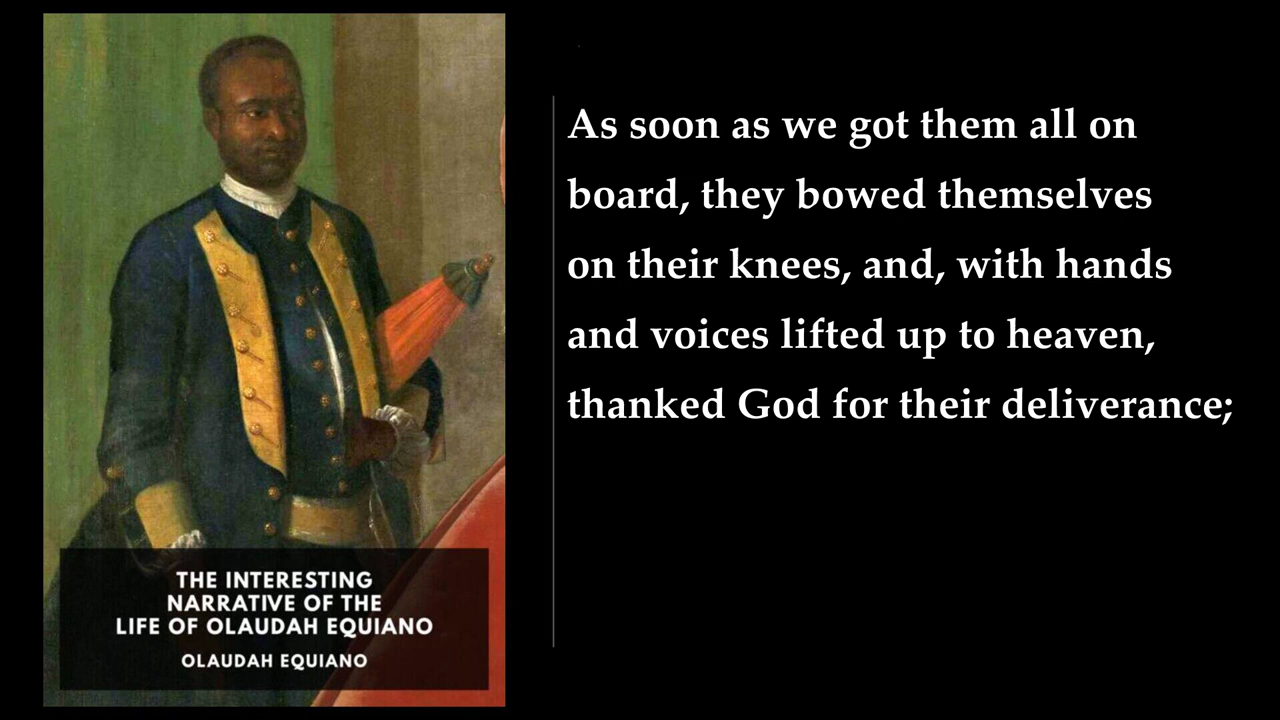 THE INTERESTING
NARRATIVE OF THE
LIFE OF OLAUDAH EQUIANO
OLAUDAH EQUIANO
As soon as we got them all on
board, they bowed themselves
on their knees, and, with hands
and voices lifted up to heaven,
thanked God for their deliverance;